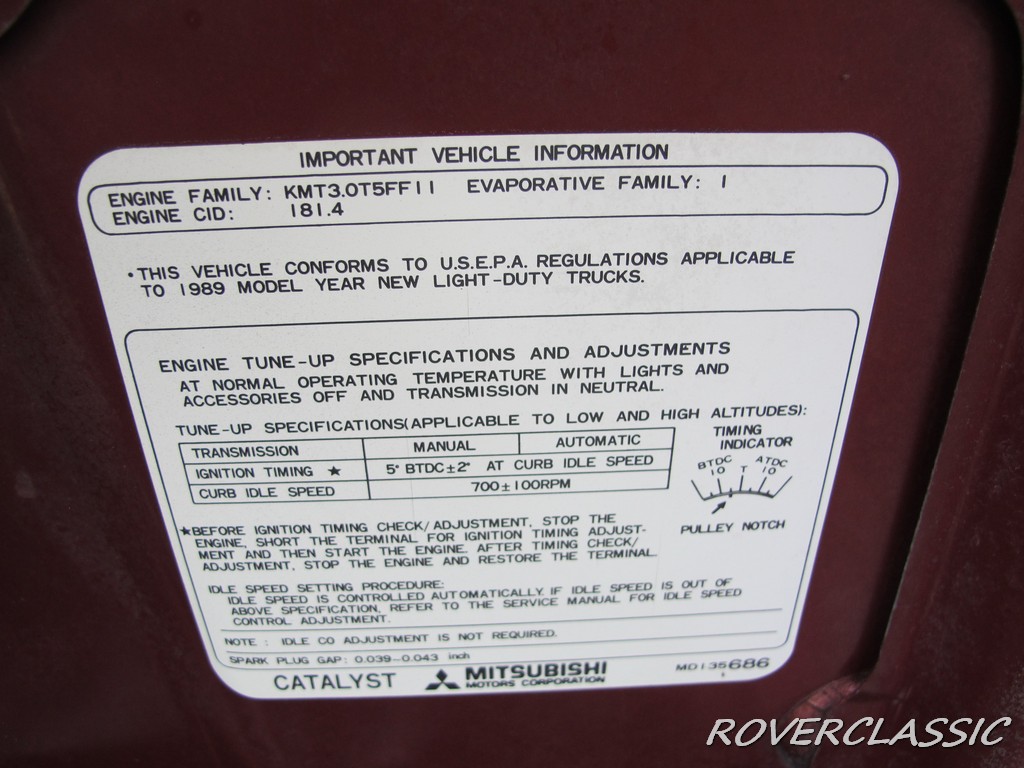 IMPORTANT VEHICLE INFORMATION
ENGINE FAMILY: KMT3.0T5FF11 EVAPORATIVE FAMILY: 1
ENGINE CID: 181.4
•THIS VEHICLE CONFORMS TO U.S.E.P.A. REGULATIONS APPLICABLE
TO 1989 MODEL YEAR NEW LIGHT-DUTY TRUCKS.
ENGINE TUNE-UP SPECIFICATIONS AND ADJUSTMENTS
AT NORMAL OPERATING TEMPERATURE WITH LIGHTS AND
ACCESSORIES OFF AND TRANSMISSION IN NEUTRAL.
TUNE-UP SPECIFICATIONS(APPLICABLE TO LOW AND HIGH ALTITUDES):
TRANSMISSION MANUAL AUTOMATIC
IGNITION TIMING ★ 5° BTDC±2° AT CURB IDLE SPEED
CURB IDLE SPEED 700±100RPM
TIMING
INDICATOR
BTDC ATDC
10 T 10
PULLEY NOTCH
★BEFORE IGNITION TIMING CHECK/ADJUSTMENT, STOP THE
ENGINE, SHORT THE TERMINAL FOR IGNITION TIMING ADJUST-
MENT AND THEN START THE ENGINE. AFTER TIMING CHECK/
ADJUSTMENT, STOP THE ENGINE AND RESTORE THE TERMINAL.
IDLE SPEED SETTING PROCEDURE:
IDLE SPEED IS CONTROLLED AUTOMATICALLY. IF IDLE SPEED IS OUT OF
ABOVE SPECIFICATION, REFER TO THE SERVICE MANUAL FOR IDLE SPEED
CONTROL ADJUSTMENT.
NOTE : IDLE CO ADJUSTMENT IS NOT REQUIRED.
SPARK PLUG GAP: 0.039-0.043 inch
CATALYST MITSUBISHI
MOTORS CORPORATION
MD135686
1
ROVERCLASSIC